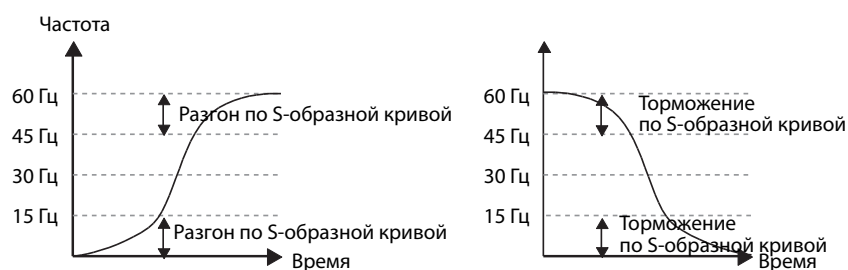 Частота
60 Гц
Разгон по S-образной кривой
45 Гц
30 Гц
15 Гц
Разгон по S-образной кривой
Время
60 Гц
Торможение
по S-образной кривой
45 Гц
30 Гц
15 Гц
Торможение
по S-образной кривой
Время